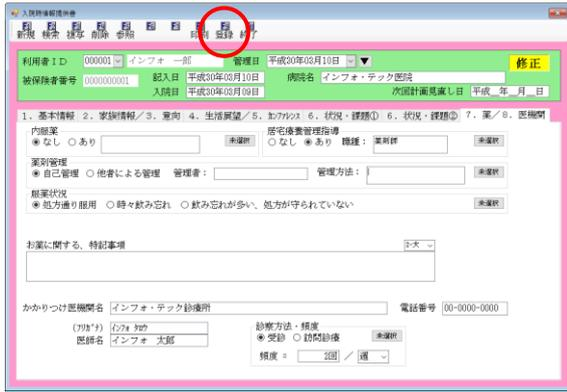 入院時情報提供書
新規 検索 複写 削除 参照 印刷 登録 終了
利用者ＩＤ 000001 インフォ 一郎 管理日 平成30年03月10日 ▼ 修正
被保険者番号 0000000001 記入日 平成30年03月10日 病院名 インフォ・テック医院
入院日 平成30年03月09日 次回計画見直し日 平成__年__月__日
1. 基本情報 2. 家族情報／3. 意向 4. 生活展望／5. ｶﾝﾌｧﾚﾝｽ 6. 状況・課題① 6. 状況・課題② 7. 薬／8. 医機関
内服薬 居宅療養管理指導
なし あり 未選択 なし あり 職種： 薬剤師 未選択
薬剤管理
自己管理 他者による管理 管理者： 管理方法： 未選択
服薬状況
処方通り服用 時々飲み忘れ 飲み忘れが多い、処方が守られていない 未選択
お薬に関する、特記事項 2-大
かかりつけ医機関名 インフォ・テック診療所 電話番号 00-0000-0000
(ﾌﾘｶﾞﾅ) ｲﾝﾌｫ ﾀﾛｳ 診察方法・頻度
医師名 インフォ 太郎 受診 訪問診療 未選択
頻度 = 2回 ／ 週